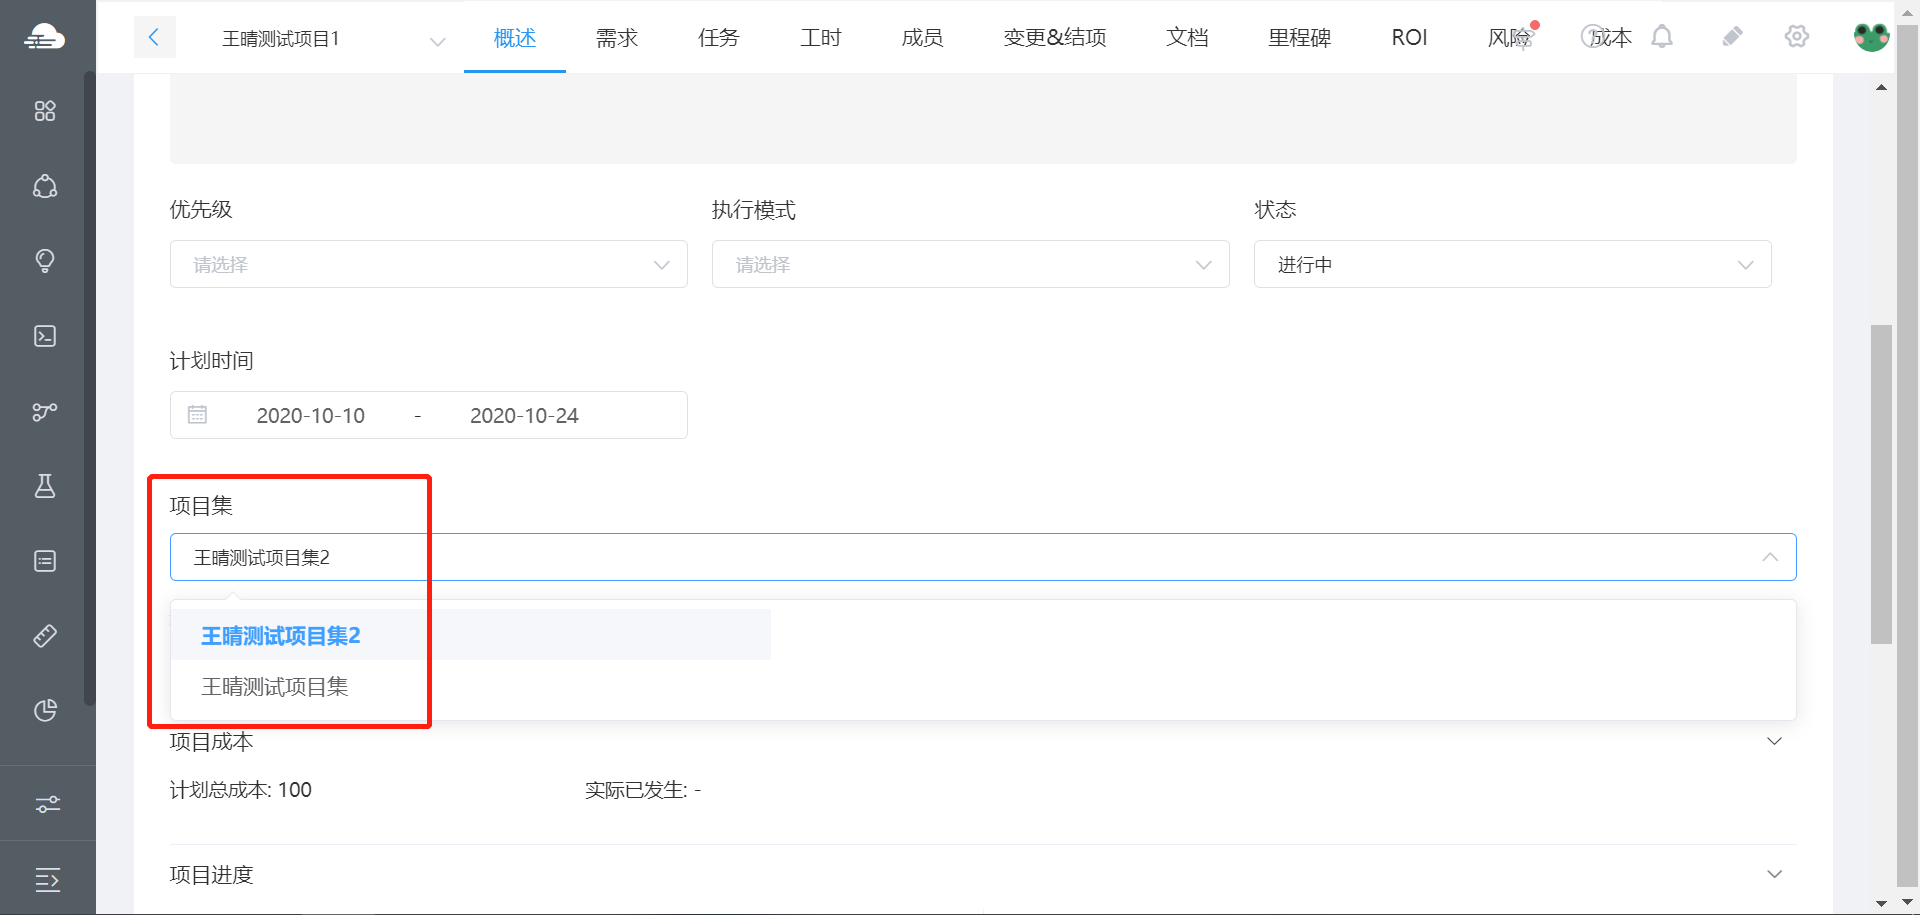 王晴测试项目1
概述
需求
任务
工时
成员
变更&结项
文档
里程碑
ROI
风险
成本
优先级
执行模式
状态
请选择
请选择
进行中
计划时间
2020-10-10 - 2020-10-24
项目集
王晴测试项目集2
王晴测试项目集2
王晴测试项目集
项目成本
计划总成本: 100
实际已发生: -
项目进度